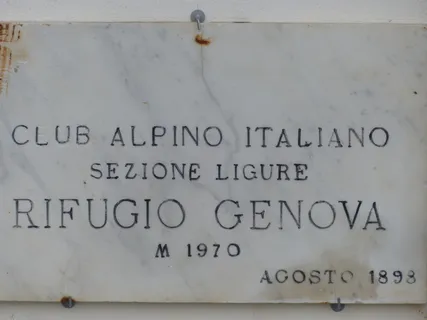 CLUB ALPINO ITALIANO
SEZIONE LIGURE
RIFUGIO GENOVA
M 1970
AGOSTO 1898